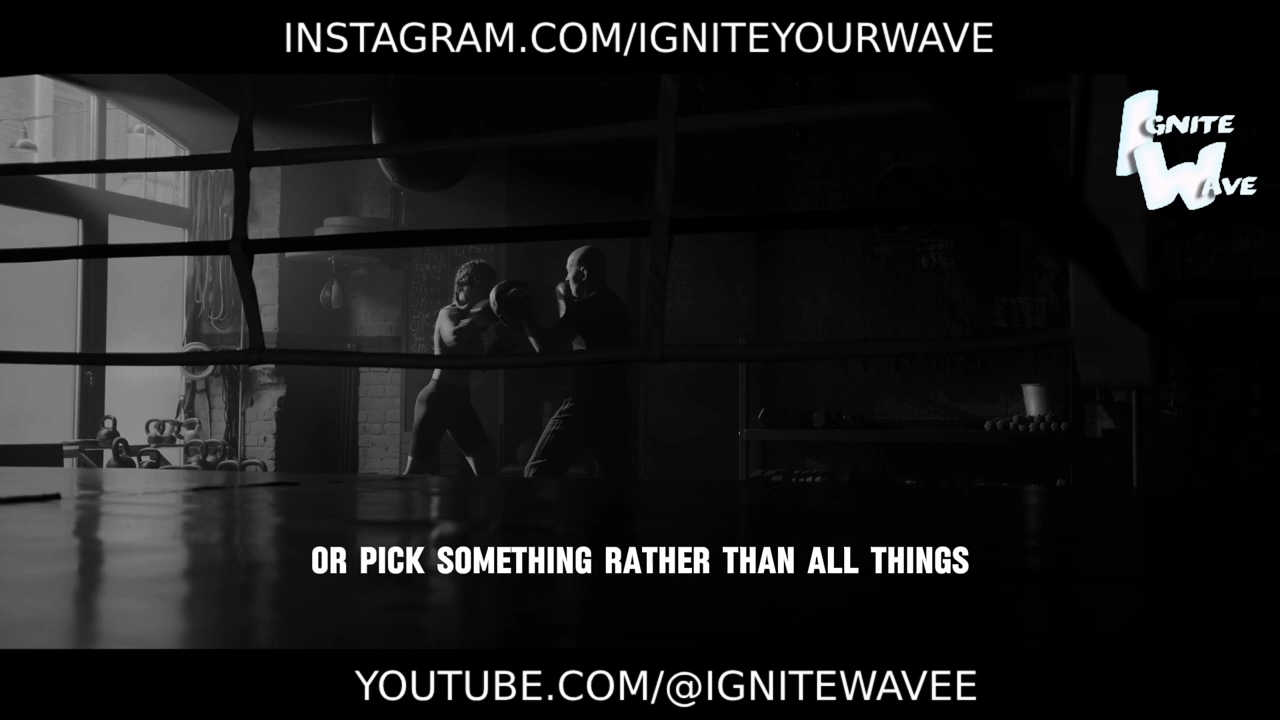 INSTAGRAM.COM/IGNITEYOURWAVE
IGNITE
WAVE
OR PICK SOMETHING RATHER THAN ALL THINGS
YOUTUBE.COM/@IGNITEWAVEE